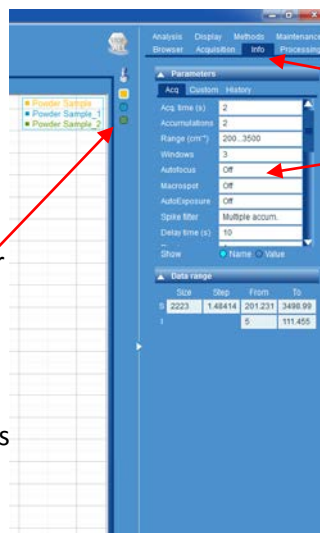 Analysis Display Methods Maintenance
Browser Acquisition Info Processing
Parameters
Acq Custom History
Powder Sample
Powder Sample_1
Powder Sample_2
Acq. time (s) 2
Accumulations 2
Range (cm⁻¹) 200..3500
Windows 3
Autofocus Off
Macrospot Off
AutoExposure Off
Spike filter Multiple accum.
Delay time (s) 10
Show Name Value
Data range
Size Step From To
S 2223 1.48414 201.231 3498.99
I 5 111.455
r
s